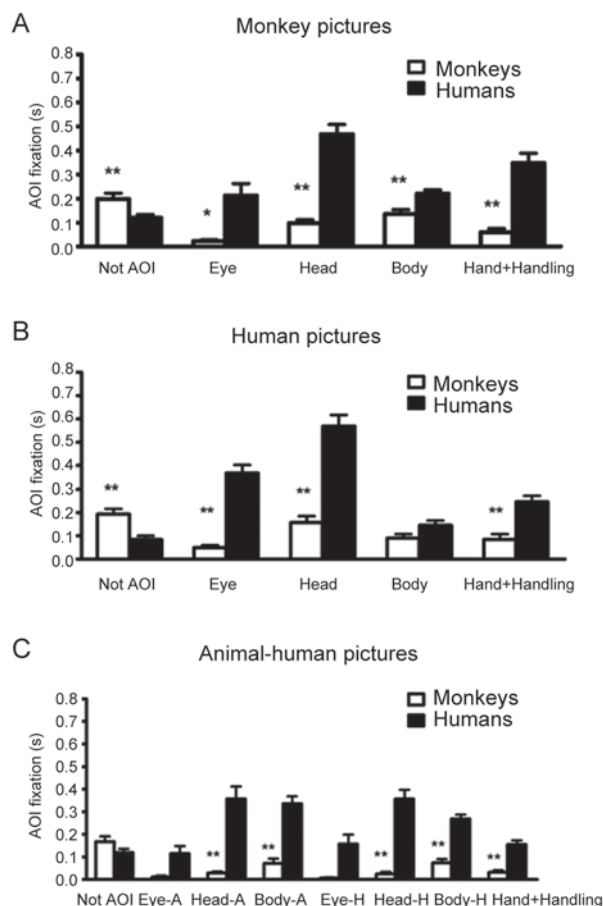 A
Monkey pictures
0.8
0.7
0.6
0.5
0.4
0.3
0.2
0.1
0.0
AOI fixation (s)
Monkeys
Humans
**
*
**
**
**
Not AOI Eye Head Body Hand+Handling
B
Human pictures
0.8
0.7
0.6
0.5
0.4
0.3
0.2
0.1
0.0
AOI fixation (s)
Monkeys
Humans
**
**
**
**
Not AOI Eye Head Body Hand+Handling
C
Animal-human pictures
0.8
0.7
0.6
0.5
0.4
0.3
0.2
0.1
0.0
AOI fixation (s)
Monkeys
Humans
**
**
**
**
**
Not AOI Eye-A Head-A Body-A Eye-H Head-H Body-H Hand+Handling